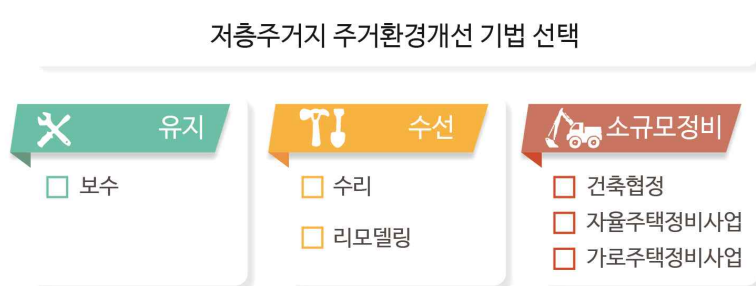 저층주거지 주거환경개선 기법 선택
유지
보수
수선
수리
리모델링
소규모정비
건축협정
자율주택정비사업
가로주택정비사업